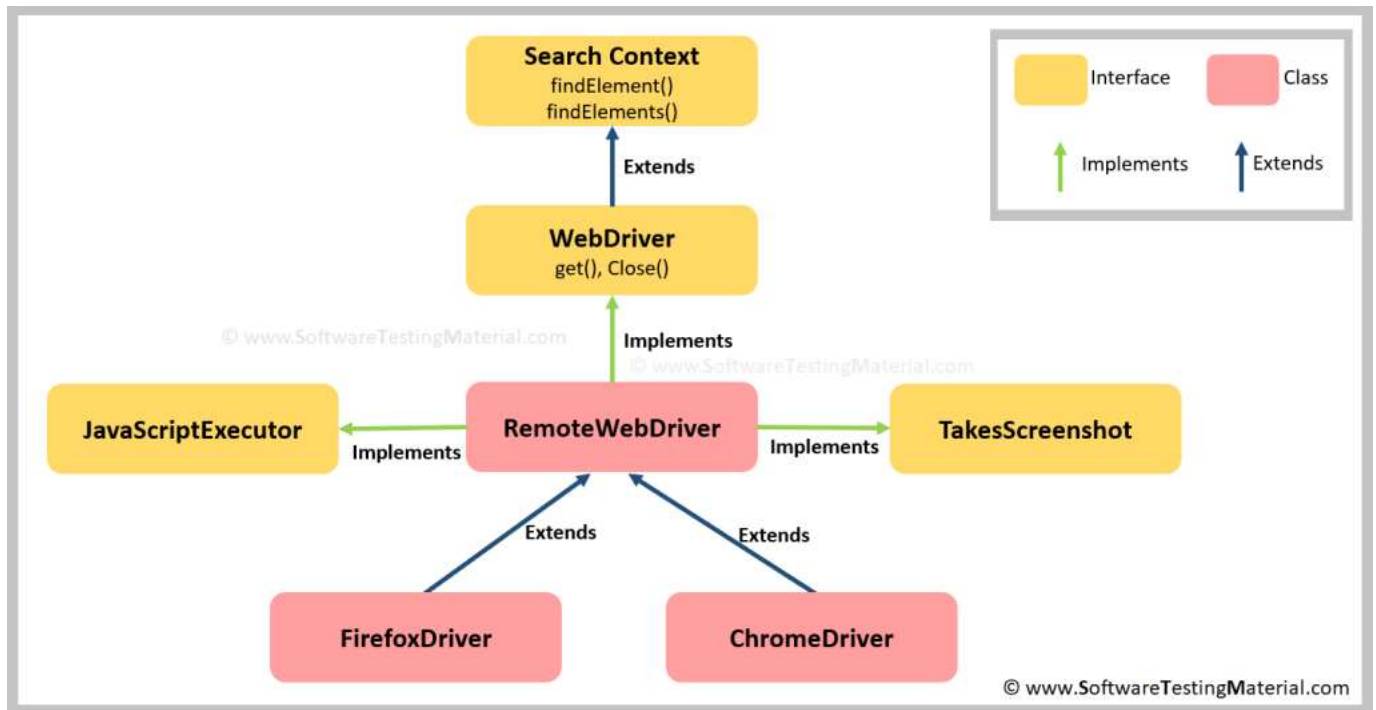 Search Context
findElement()
findElements()
Interface
Class
Implements
Extends
Extends
WebDriver
get(), Close()
© www.SoftwareTestingMaterial.com
Implements
© www.SoftwareTestingMaterial.com
JavaScriptExecutor
Implements
RemoteWebDriver
Implements
TakesScreenshot
Extends
Extends
FirefoxDriver
ChromeDriver
© www.SoftwareTestingMaterial.com